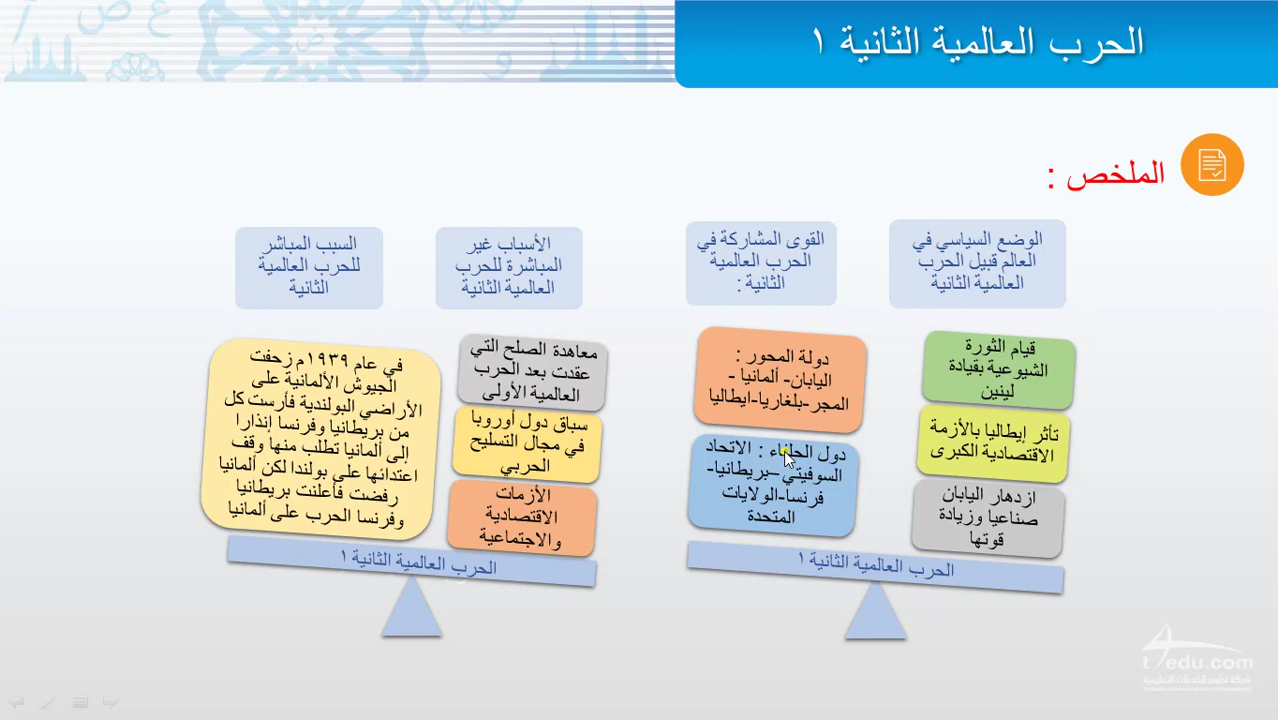 الحرب العالمية الثانية ١
الملخص :
الوضع السياسي في
العالم قبيل الحرب
العالمية الثانية
قيام الثورة
الشيوعية بقيادة
لينين
تأثر إيطاليا بالأزمة
الاقتصادية الكبرى
ازدهار اليابان
صناعيا وزيادة
قوتها
القوى المشاركة في
الحرب العالمية
الثانية :
دولة المحور :
اليابان- ألمانيا -
المجر-بلغاريا-ايطاليا
دول الحلفاء : الاتحاد
السوفيتي –بريطانيا-
فرنسا-الولايات
المتحدة
الحرب العالمية الثانية ١
الأسباب غير
المباشرة للحرب
العالمية الثانية
معاهدة الصلح التي
عقدت بعد الحرب
العالمية الأولى
سباق دول أوروبا
في مجال التسليح
الحربي
الأزمات
الاقتصادية
والاجتماعية
السبب المباشر
للحرب العالمية
الثانية
في عام ١٩٣٩م زحفت
الجيوش الألمانية على
الأراضي البولندية فأرست كل
من بريطانيا وفرنسا إنذارا
إلى ألمانيا تطلب منها وقف
اعتدائها على بولندا لكن ألمانيا
رفضت فأعلنت بريطانيا
وفرنسا الحرب على ألمانيا
الحرب العالمية الثانية ١
t4edu.com
شركة تطوير للخدمات التعليمية